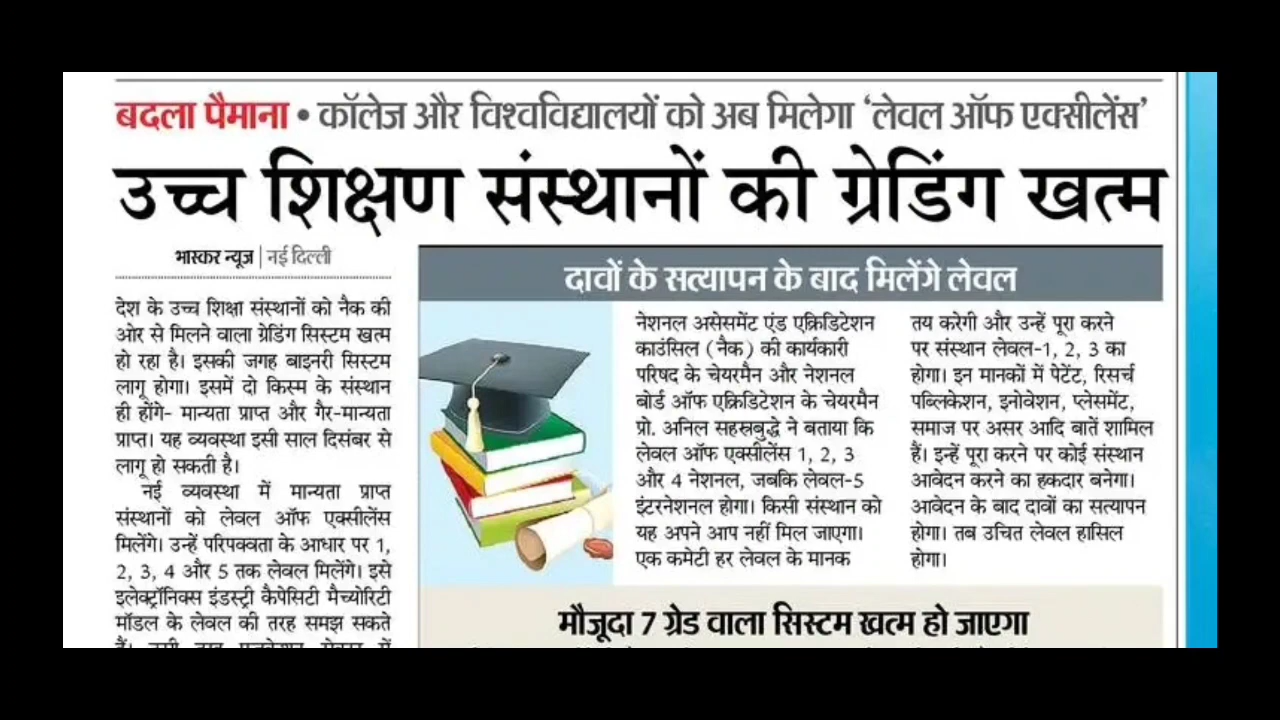 बदला पैमाना • कॉलेज और विश्वविद्यालयों को अब मिलेगा 'लेवल ऑफ एक्सीलेंस'
उच्च शिक्षण संस्थानों की ग्रेडिंग खत्म
भास्कर न्यूज | नई दिल्ली
देश के उच्च शिक्षा संस्थानों को नैक की
ओर से मिलने वाला ग्रेडिंग सिस्टम खत्म
हो रहा है। इसकी जगह बाइनरी सिस्टम
लागू होगा। इसमें दो किस्म के संस्थान
ही होंगे- मान्यता प्राप्त और गैर-मान्यता
प्राप्त। यह व्यवस्था इसी साल दिसंबर से
लागू हो सकती है।
नई व्यवस्था में मान्यता प्राप्त
संस्थानों को लेवल ऑफ एक्सीलेंस
मिलेंगे। उन्हें परिपक्वता के आधार पर 1,
2, 3, 4 और 5 तक लेवल मिलेंगे। इसे
इलेक्ट्रॉनिक्स इंडस्ट्री कैपेसिटी मैच्योरिटी
मॉडल के लेवल की तरह समझ सकते
दावों के सत्यापन के बाद मिलेंगे लेवल
नेशनल असेसमेंट एंड एक्रिडिटेशन
काउंसिल (नैक) की कार्यकारी
परिषद के चेयरमैन और नेशनल
बोर्ड ऑफ एक्रिडिटेशन के चेयरमैन
प्रो. अनिल सहस्रबुद्धे ने बताया कि
लेवल ऑफ एक्सीलेंस 1, 2, 3
और 4 नेशनल, जबकि लेवल-5
इंटरनेशनल होगा। किसी संस्थान को
यह अपने आप नहीं मिल जाएगा।
एक कमेटी हर लेवल के मानक
तय करेगी और उन्हें पूरा करने
पर संस्थान लेवल-1, 2, 3 का
होगा। इन मानकों में पेटेंट, रिसर्च
पब्लिकेशन, इनोवेशन, प्लेसमेंट,
समाज पर असर आदि बातें शामिल
हैं। इन्हें पूरा करने पर कोई संस्थान
आवेदन करने का हकदार बनेगा।
आवेदन के बाद दावों का सत्यापन
होगा। तब उचित लेवल हासिल
होगा।
मौजूदा 7 ग्रेड वाला सिस्टम खत्म हो जाएगा